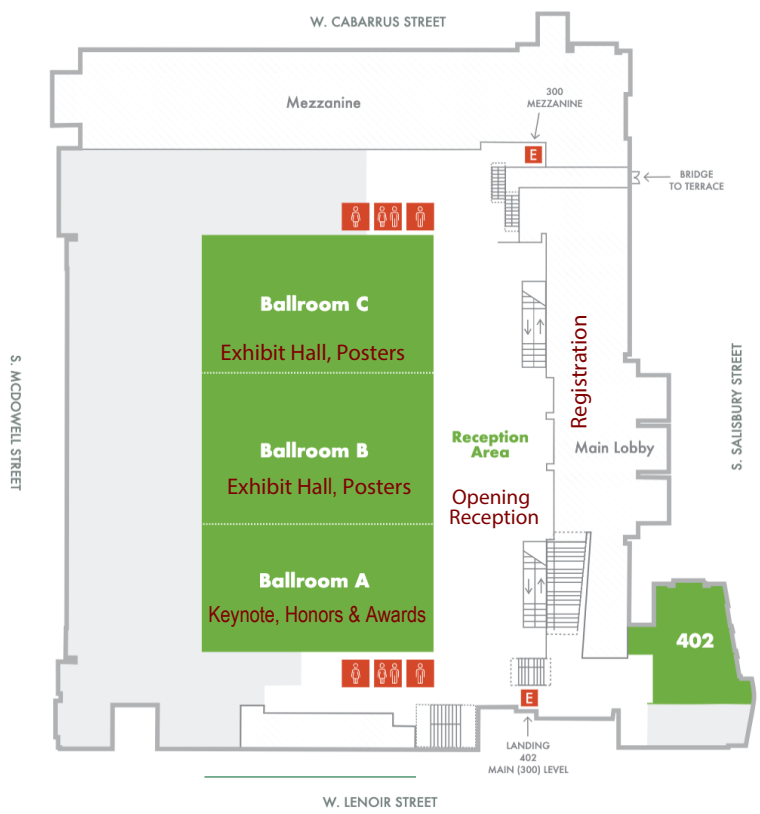 W. CABARRUS STREET
Mezzanine
300
MEZZANINE
E
BRIDGE
TO TERRACE
Ballroom C
Exhibit Hall, Posters
Registration
S. MCDOWELL STREET
S. SALISBURY STREET
Ballroom B
Exhibit Hall, Posters
Reception
Area
Main Lobby
Opening
Reception
Ballroom A
Keynote, Honors & Awards
402
E
LANDING
402
MAIN (300) LEVEL
W. LENOIR STREET